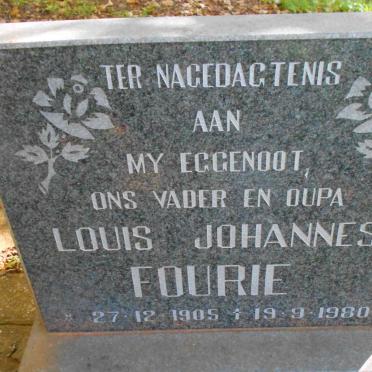 TER NAGEDAGTENIS
AAN
MY EGGENOOT,
ONS VADER EN OUPA
LOUIS JOHANNES
FOURIE
* 27·12 1905 † 19·9·1980